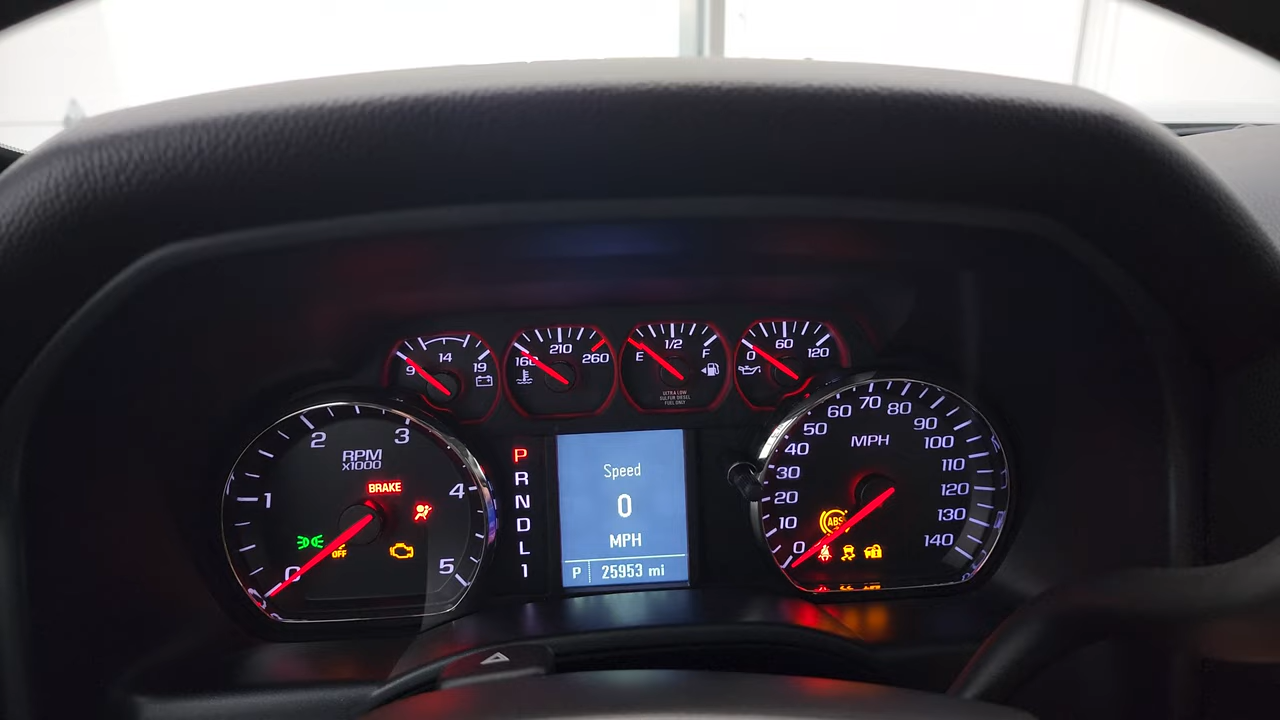 9 14 19
160 210 260
E 1/2 F
ULTRA LOW
SULFUR DIESEL
FUEL ONLY
0 60 120
RPM
x1000
0 1 2 3 4 5
BRAKE
OFF
P
R
N
D
L
1
Speed
0
MPH
P 25953 mi
MPH
0 10 20 30 40 50 60 70 80 90 100 110 120 130 140
ABS